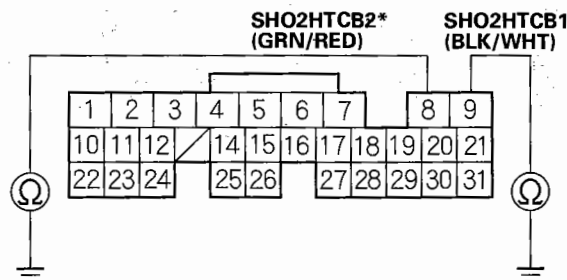 SHO2HTCB2* SHO2HTCB1
(GRN/RED) (BLK/WHT)
1 2 3 4 5 6 7 8 9
10 11 12 14 15 16 17 18 19 20 21
22 23 24 25 26 27 28 29 30 31
Ω Ω